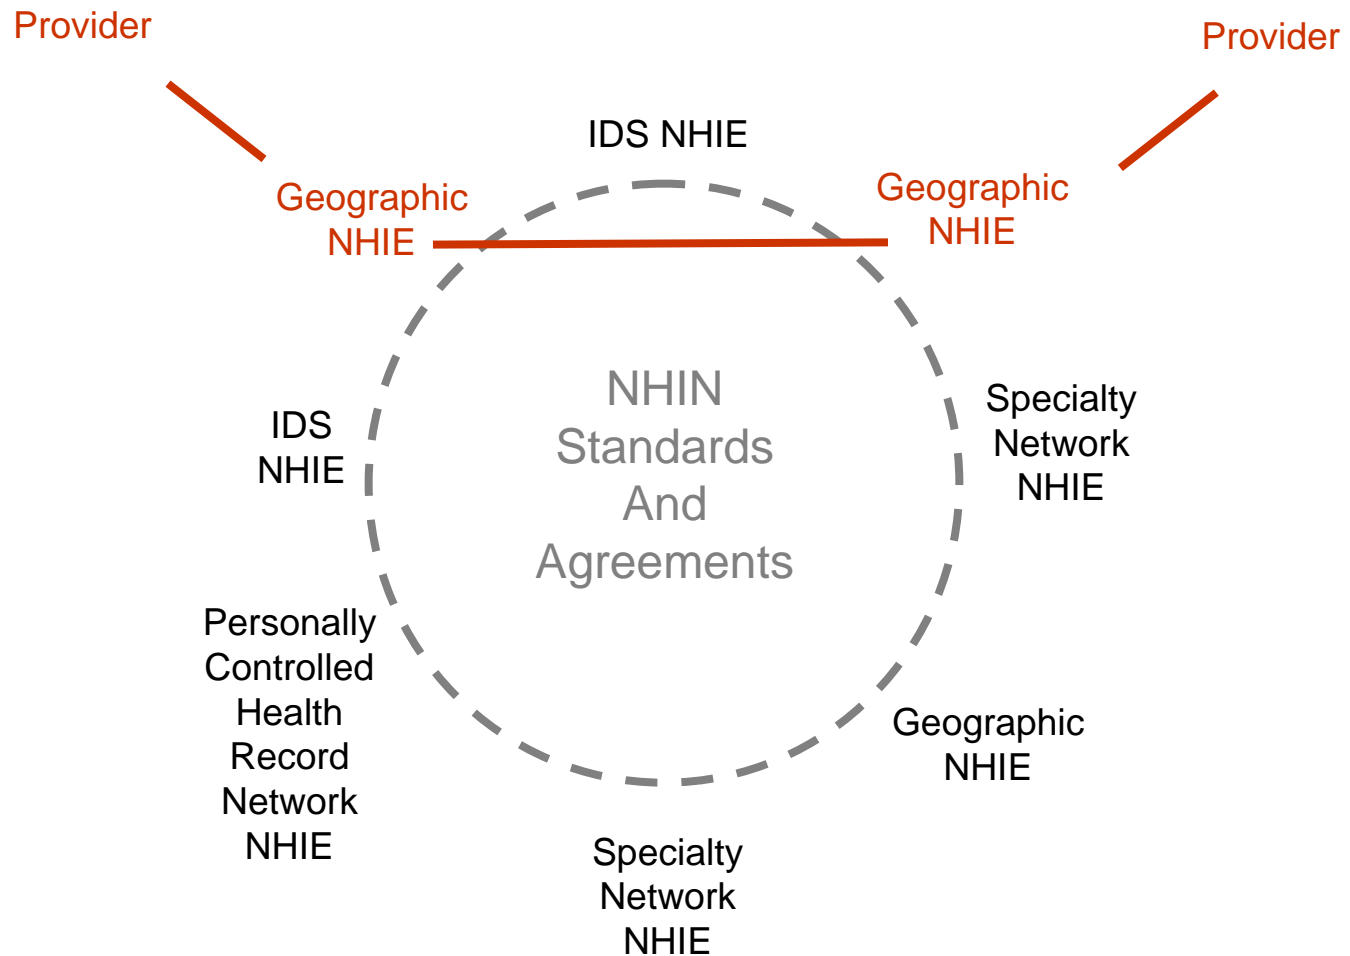 Provider
Provider
IDS NHIE
Geographic
NHIE
Geographic
NHIE
NHIN
Standards
And
Agreements
IDS
NHIE
Specialty
Network
NHIE
Personally
Controlled
Health
Record
Network
NHIE
Geographic
NHIE
Specialty
Network
NHIE